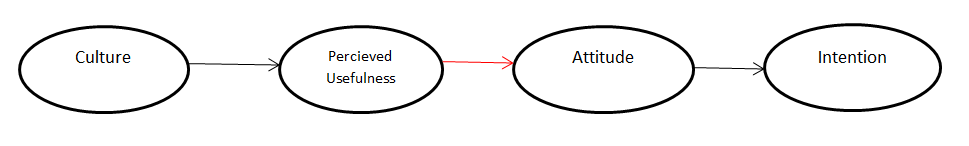 Culture
Percieved
Usefulness
Attitude
Intention